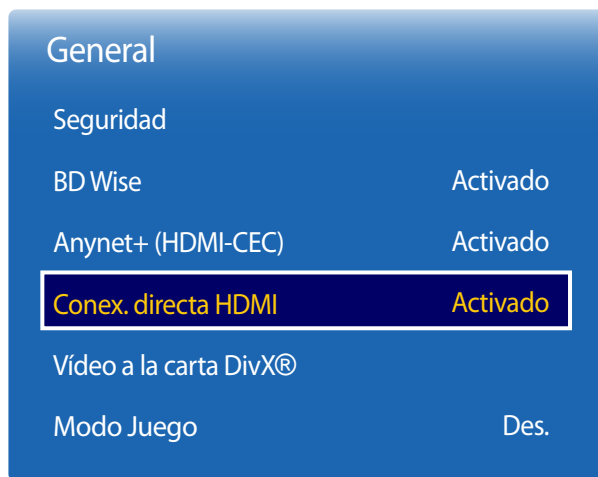 General
Seguridad
BD Wise Activado
Anynet+ (HDMI-CEC) Activado
Conex. directa HDMI Activado
Vídeo a la carta DivX®
Modo Juego Des.